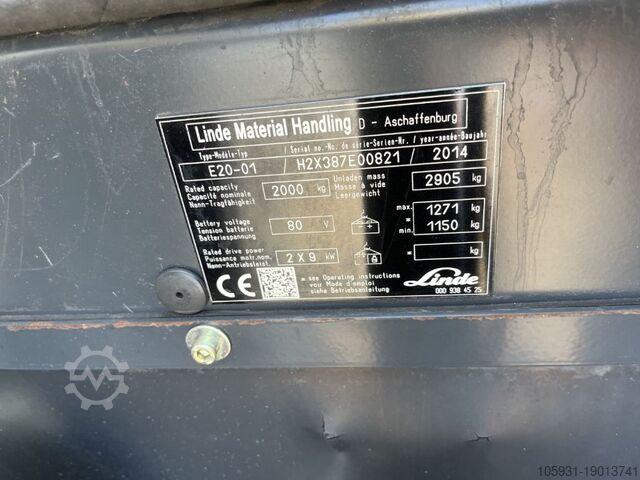 Linde Material Handling D - Aschaffenburg
Type-Modèle-Typ / Serial no.-No. de série-Serien-Nr. / year-année-Baujahr
E20-01 / H2X387E00821 / 2014
Rated capacity
Capacité nominale
Nenn-Tragfähigkeit
2000 kg
Unladen mass
Masse à vide
Leergewicht
2905 kg
Battery voltage
Tension batterie
Batteriespannung
80 V
max. 1271 kg
=
min. 1150 kg
Rated drive power
Puissance motr.nom.
Nenn-Antriebsleist.
2 X 9 kW
= kg
CE
see Operating instructions
voir Mode d'emploi
siehe Betriebsanleitung
Linde
000 938 45 25
105931-19013741